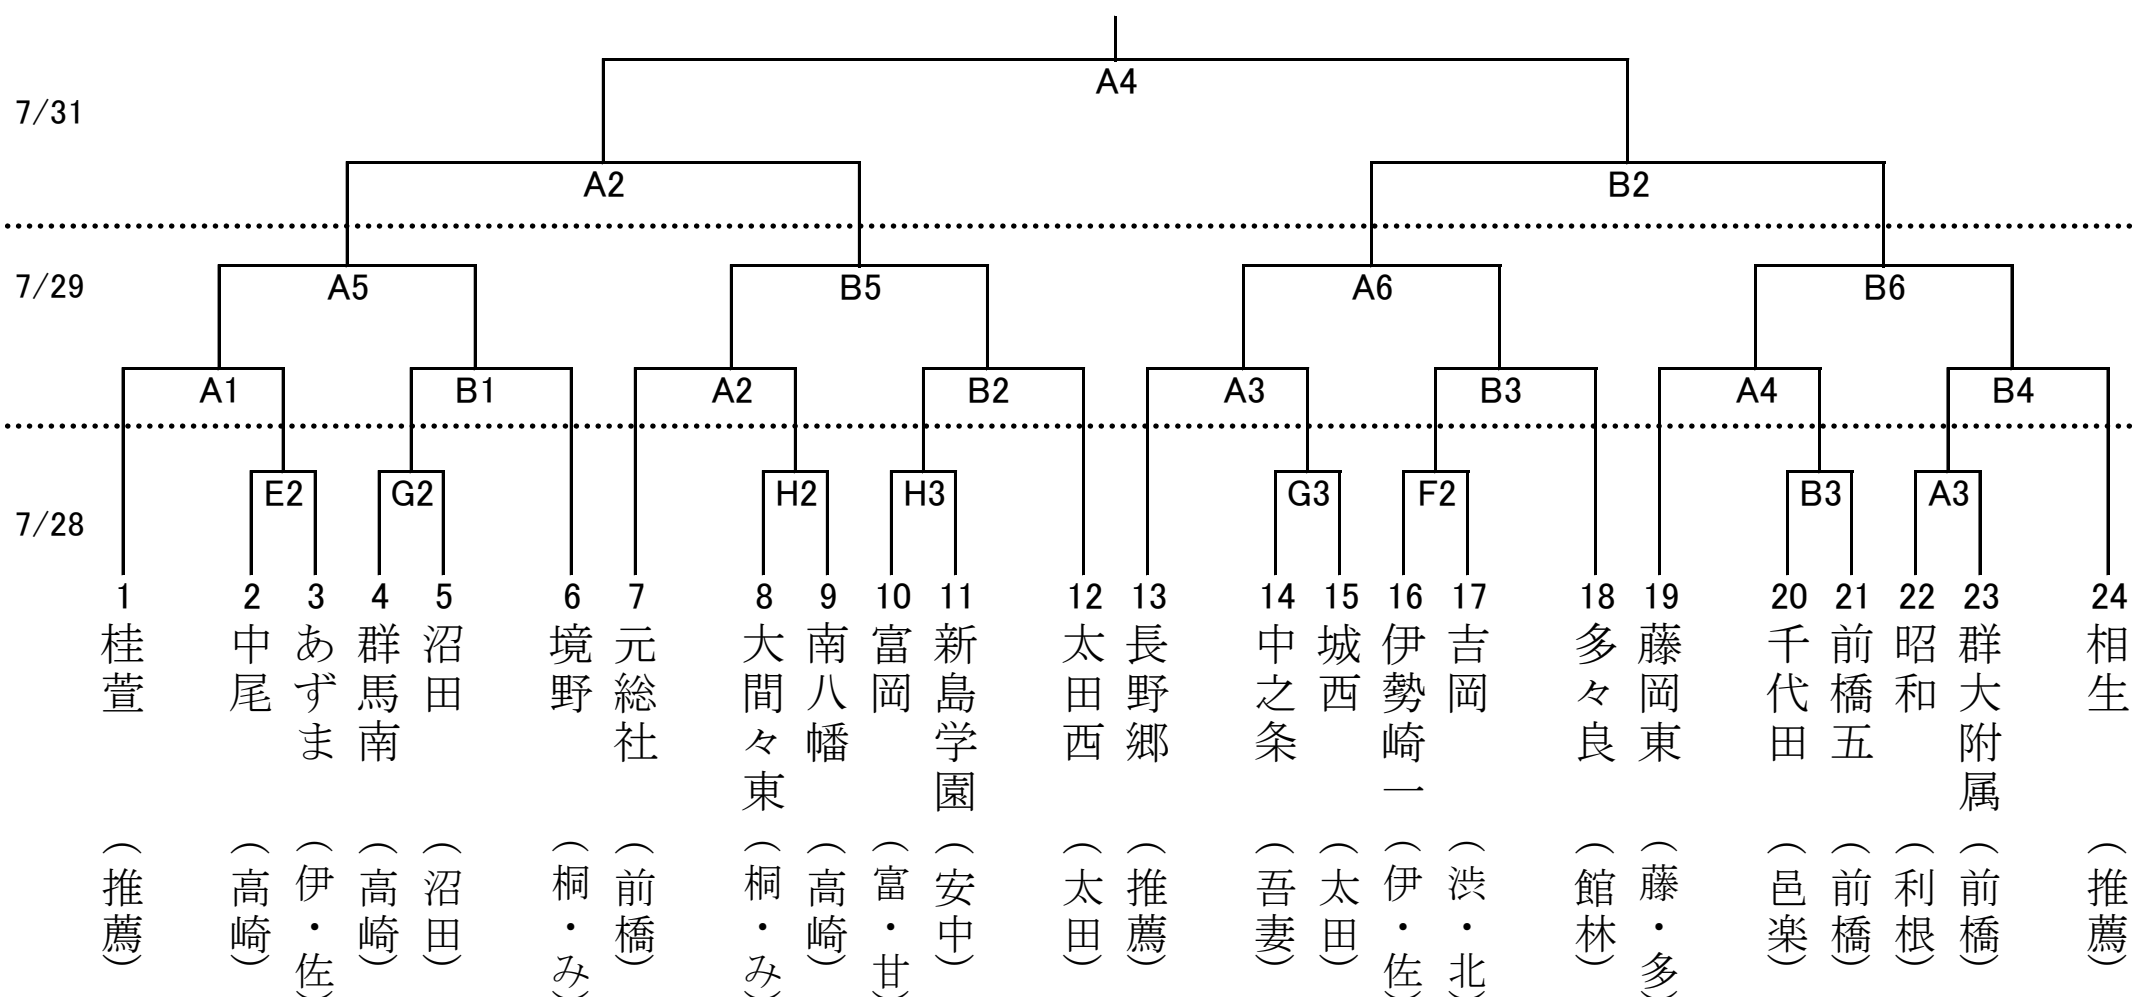 A4
7/31
A2 B2
7/29
A5 B5 A6 B6
A1 B1 A2 B2 A3 B3 A4 B4
E2 G2 H2 H3 G3 F2 B3 A3
7/28
1 桂萱 (推薦)
2 中尾 (高崎)
3 あずま (伊・佐)
4 群馬南 (高崎)
5 沼田 (沼田)
6 境野 (桐・み)
7 元総社 (前橋)
8 大間々東 (桐・み)
9 南八幡 (高崎)
10 富岡 (富・甘)
11 新島学園 (安中)
12 太田西 (太田)
13 長野郷 (推薦)
14 中之条 (吾妻)
15 城西 (太田)
16 伊勢崎一 (伊・佐)
17 吉岡 (渋・北)
18 多々良 (館林)
19 藤岡東 (藤・多)
20 千代田 (邑楽)
21 前橋五 (前橋)
22 昭和 (利根)
23 群大附属 (前橋)
24 相生 (推薦)